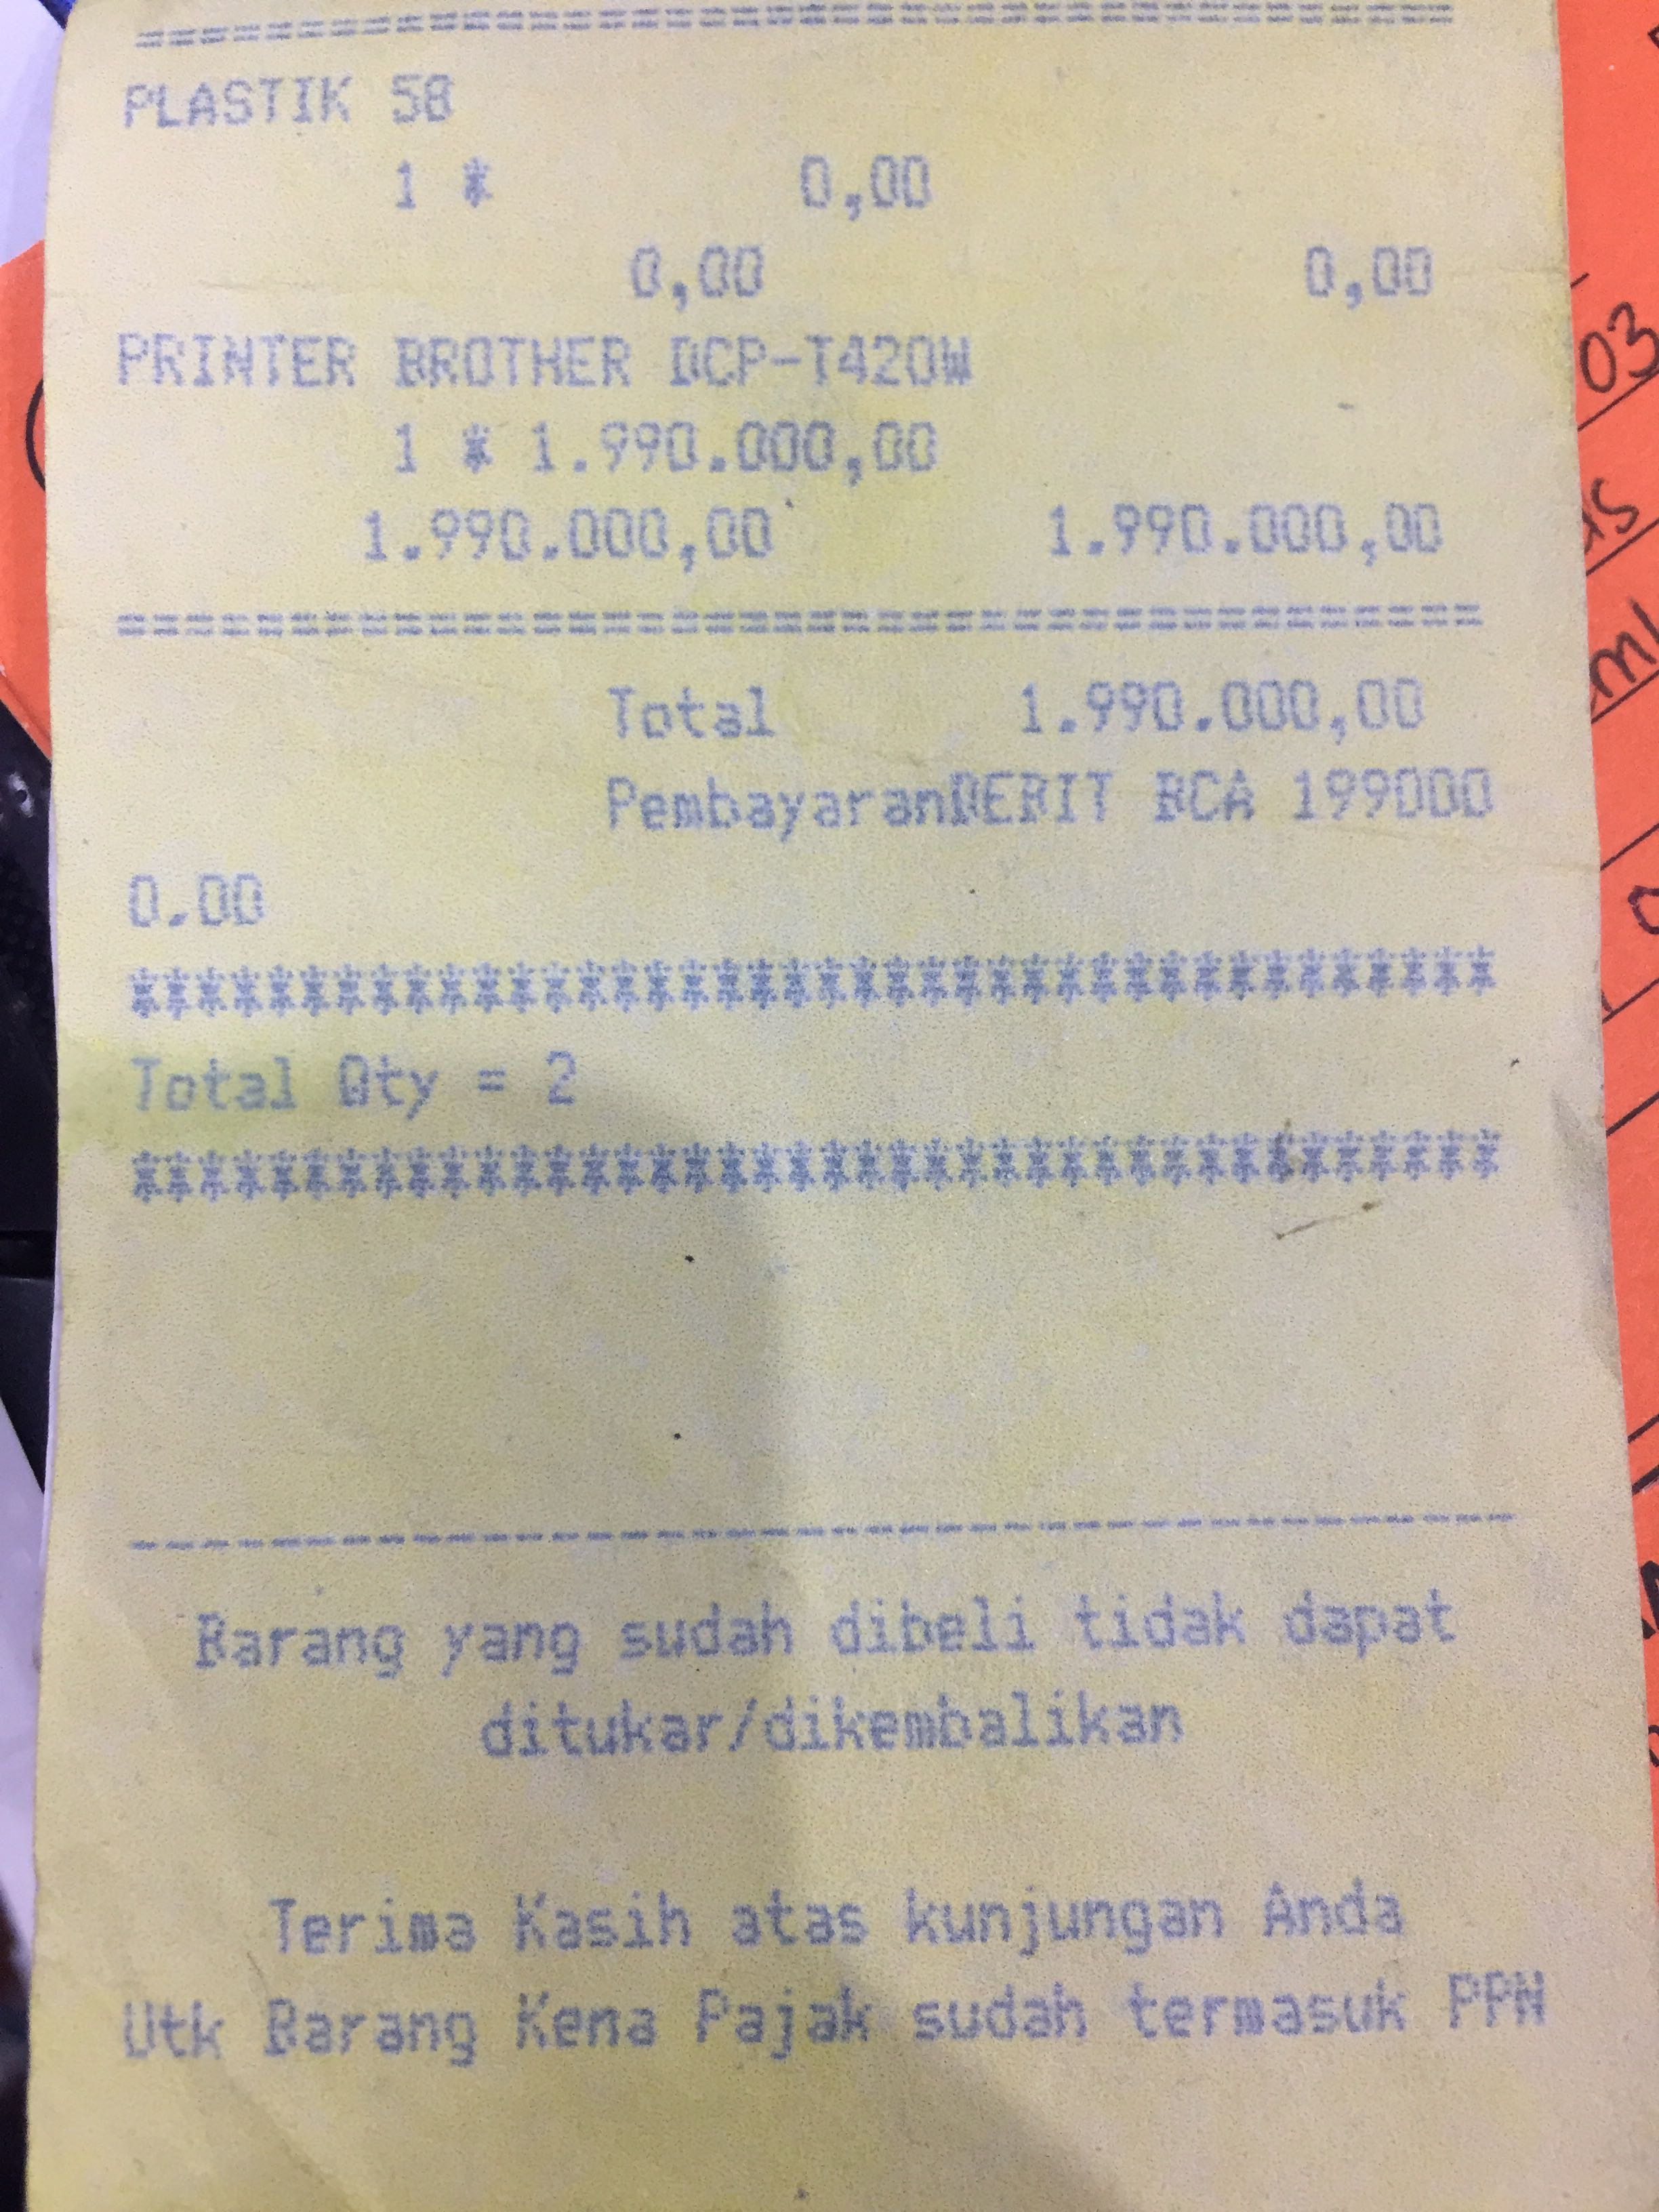 ========================================
PLASTIK 58
1 * 0,00
0,00 0,00
PRINTER BROTHER DCP-T420W
1 * 1.990.000,00
1.990.000,00 1.990.000,00
========================================
Total 1.990.000,00
PembayaranDEBIT BCA 199000
0.00
****************************************
Total Qty = 2
****************************************
----------------------------------------
Barang yang sudah dibeli tidak dapat
ditukar/dikembalikan
Terima Kasih atas kunjungan Anda
Utk Barang Kena Pajak sudah termasuk PPN
03